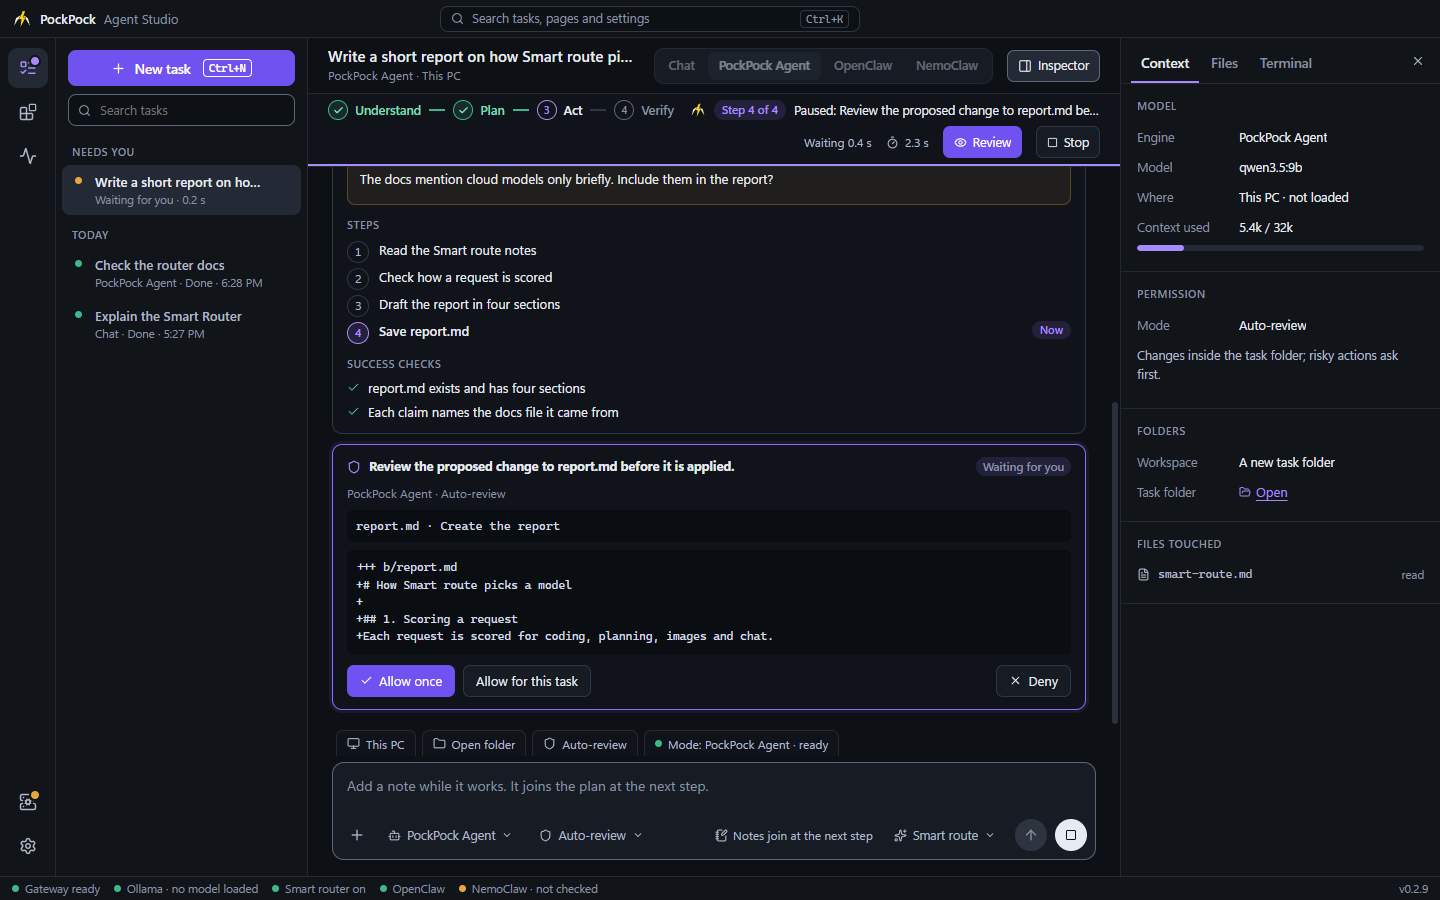 PockPock Agent Studio
Search tasks, pages and settings
Ctrl+K
New task Ctrl+N
Search tasks
NEEDS YOU
Write a short report on ho...
Waiting for you · 0.2 s
TODAY
Check the router docs
PockPock Agent · Done · 6:28 PM
Explain the Smart Router
Chat · Done · 5:27 PM
Write a short report on how Smart route pi...
PockPock Agent · This PC
Chat PockPock Agent OpenClaw NemoClaw
Inspector
Understand Plan 3 Act 4 Verify
Step 4 of 4 Paused: Review the proposed change to report.md be...
Waiting 0.4 s 2.3 s Review Stop
The docs mention cloud models only briefly. Include them in the report?
STEPS
1 Read the Smart route notes
2 Check how a request is scored
3 Draft the report in four sections
4 Save report.md Now
SUCCESS CHECKS
report.md exists and has four sections
Each claim names the docs file it came from
Review the proposed change to report.md before it is applied. Waiting for you
PockPock Agent · Auto-review
report.md · Create the report
+++ b/report.md
+# How Smart route picks a model
+
+## 1. Scoring a request
+Each request is scored for coding, planning, images and chat.
Allow once Allow for this task Deny
This PC Open folder Auto-review Mode: PockPock Agent · ready
Add a note while it works. It joins the plan at the next step.
PockPock Agent Auto-review Notes join at the next step Smart route
Context Files Terminal
MODEL
Engine PockPock Agent
Model qwen3.5:9b
Where This PC · not loaded
Context used 5.4k / 32k
PERMISSION
Mode Auto-review
Changes inside the task folder; risky actions ask
first.
FOLDERS
Workspace A new task folder
Task folder Open
FILES TOUCHED
smart-route.md read
Gateway ready Ollama · no model loaded Smart router on OpenClaw NemoClaw · not checked v0.2.9